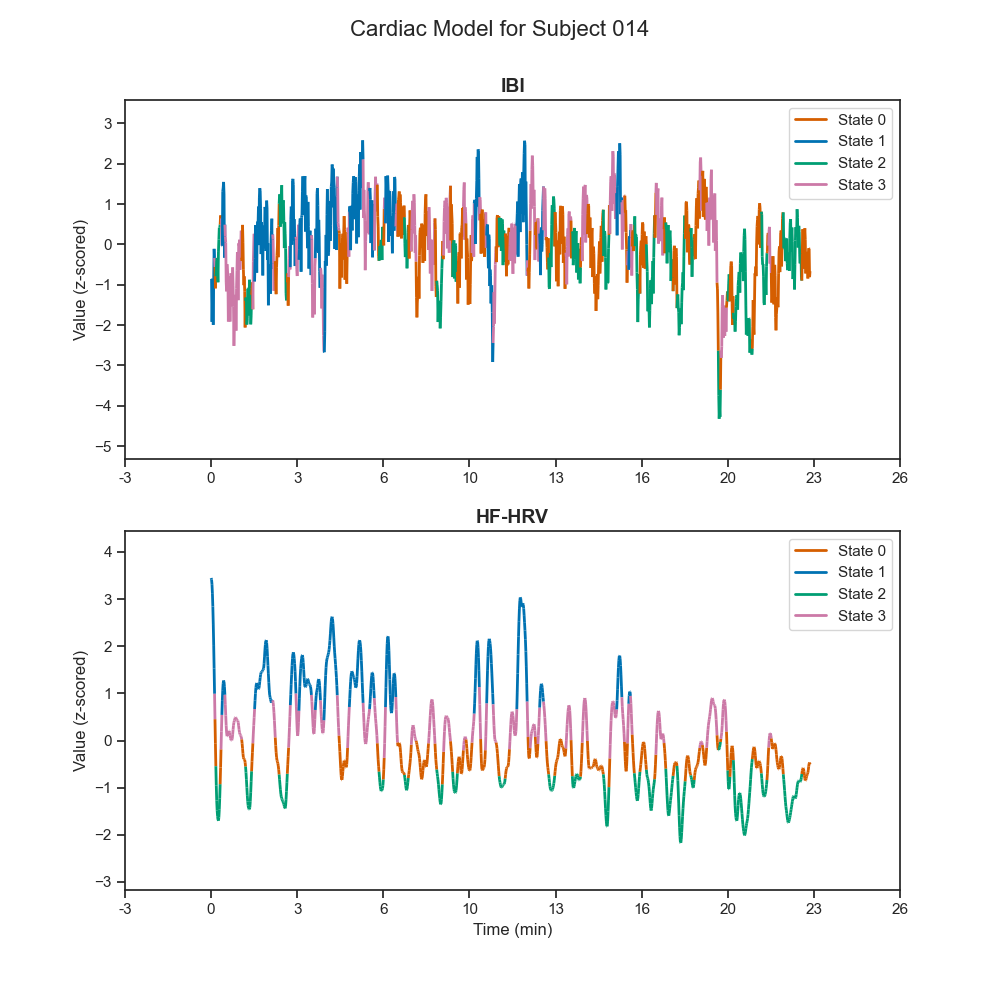 Cardiac Model for Subject 014
IBI
Value (z-scored)
3
2
1
0
−1
−2
−3
−4
−5
-3
0
3
6
10
13
16
20
23
26
State 0
State 1
State 2
State 3
HF-HRV
Value (z-scored)
4
3
2
1
0
−1
−2
−3
-3
0
3
6
10
13
16
20
23
26
Time (min)
State 0
State 1
State 2
State 3